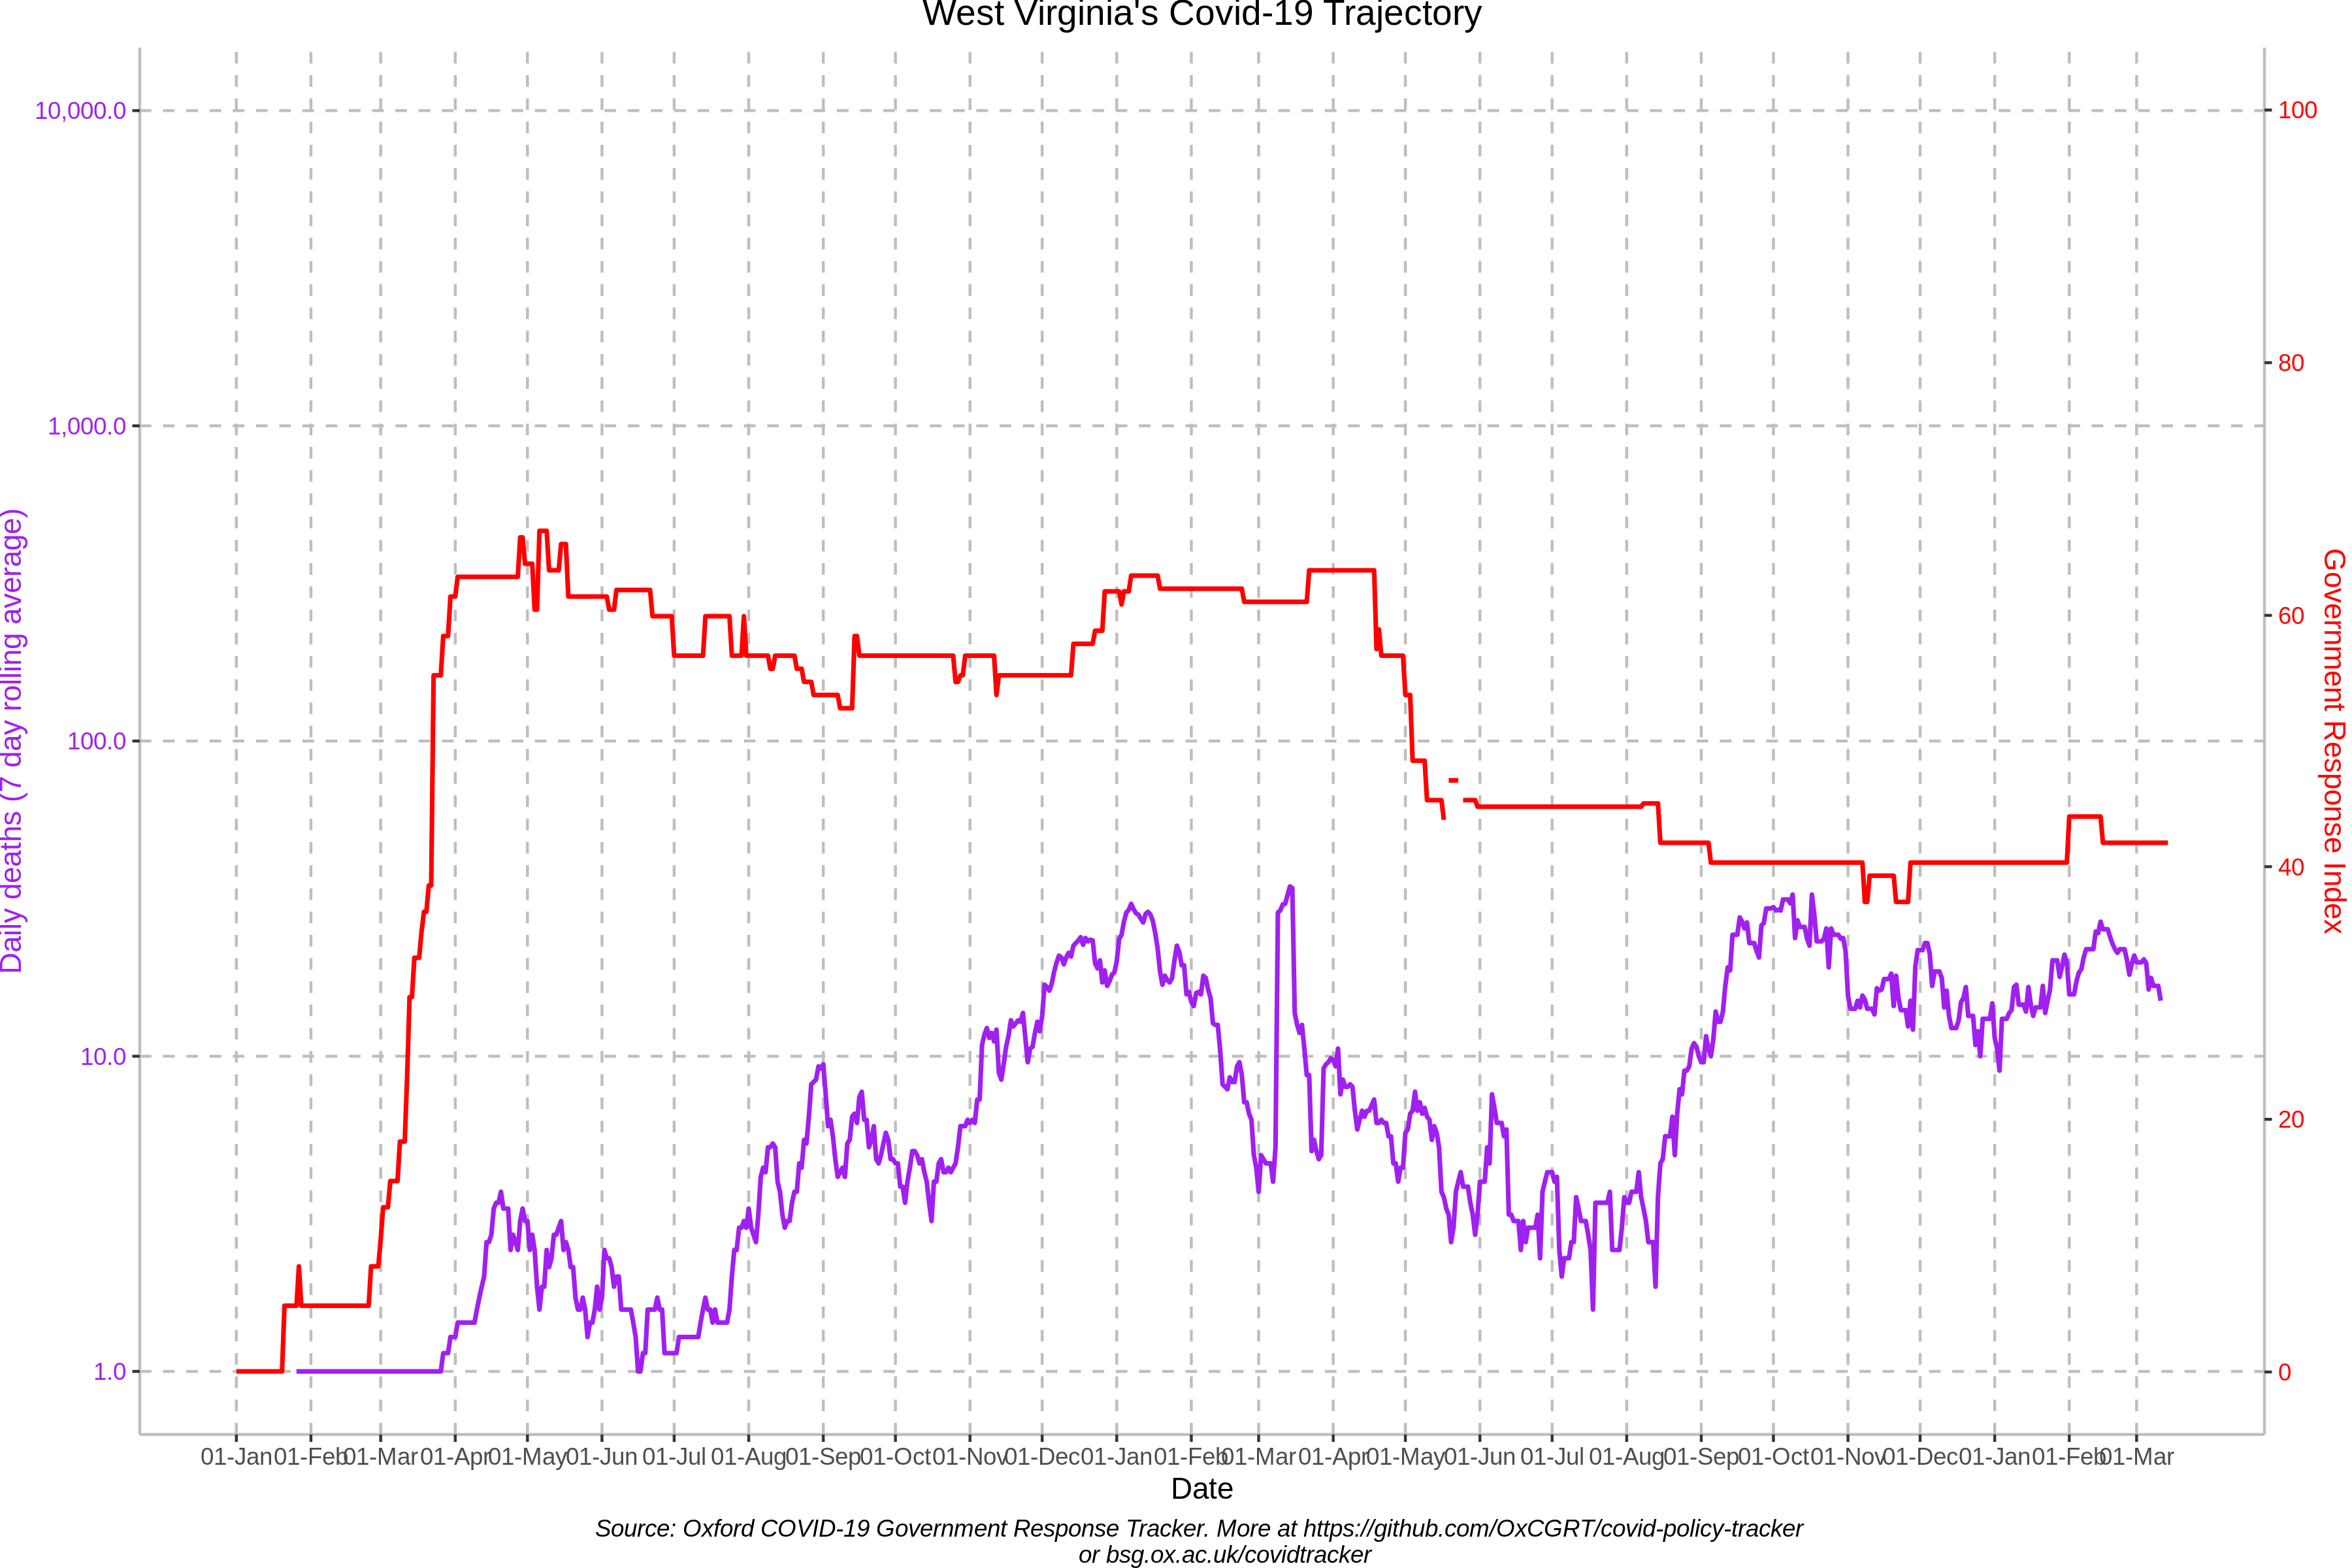 West Virginia's Covid-19 Trajectory
10,000.0
1,000.0
100.0
10.0
1.0
Daily deaths (7 day rolling average)
100
80
60
40
20
0
Government Response Index
01-Jan 01-Feb 01-Mar 01-Apr 01-May 01-Jun 01-Jul 01-Aug 01-Sep 01-Oct 01-Nov 01-Dec 01-Jan 01-Feb 01-Mar 01-Apr 01-May 01-Jun 01-Jul 01-Aug 01-Sep 01-Oct 01-Nov 01-Dec 01-Jan 01-Feb 01-Mar
Date
Source: Oxford COVID-19 Government Response Tracker. More at https://github.com/OxCGRT/covid-policy-tracker
or bsg.ox.ac.uk/covidtracker